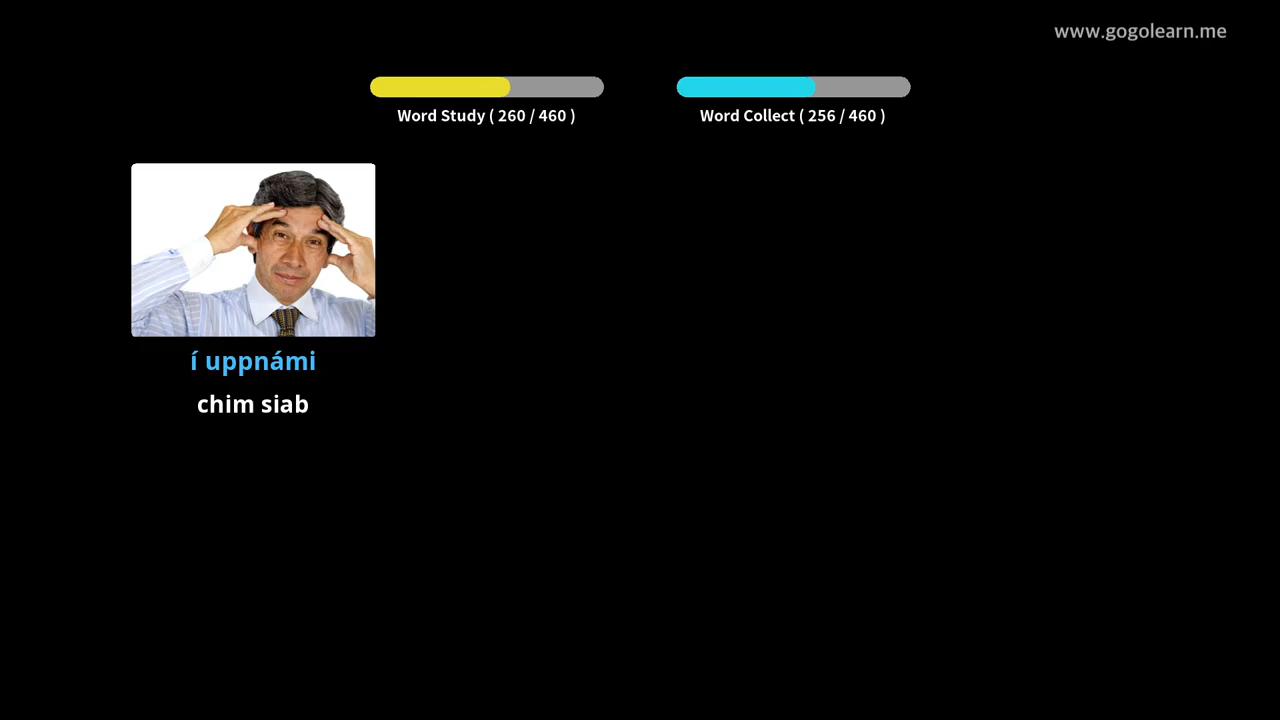 www.gogolearn.me
Word Study ( 260 / 460 )
Word Collect ( 256 / 460 )
í uppnámi
chim siab